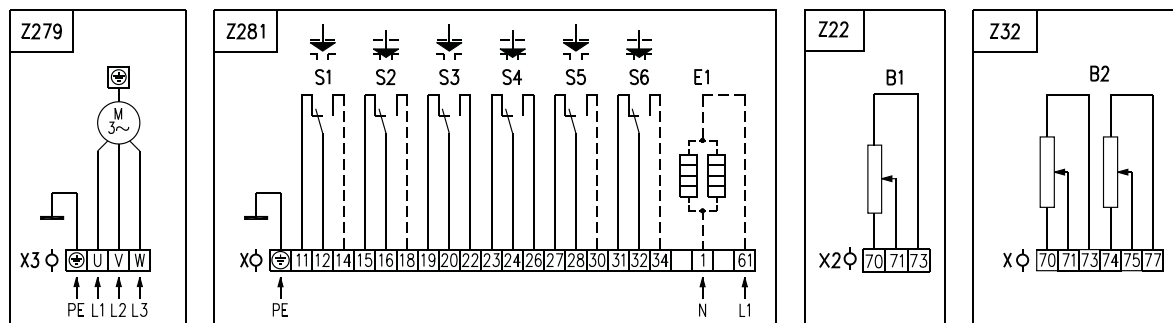 Z279
M
3~
X3
U V W
PE L1 L2 L3
Z281
S1 S2 S3 S4 S5 S6 E1
X
11 12 14 15 16 18 19 20 22 23 24 26 27 28 30 31 32 34 1 61
PE N L1
Z22
B1
X2
70 71 73
Z32
B2
X
70 71 73 74 75 77